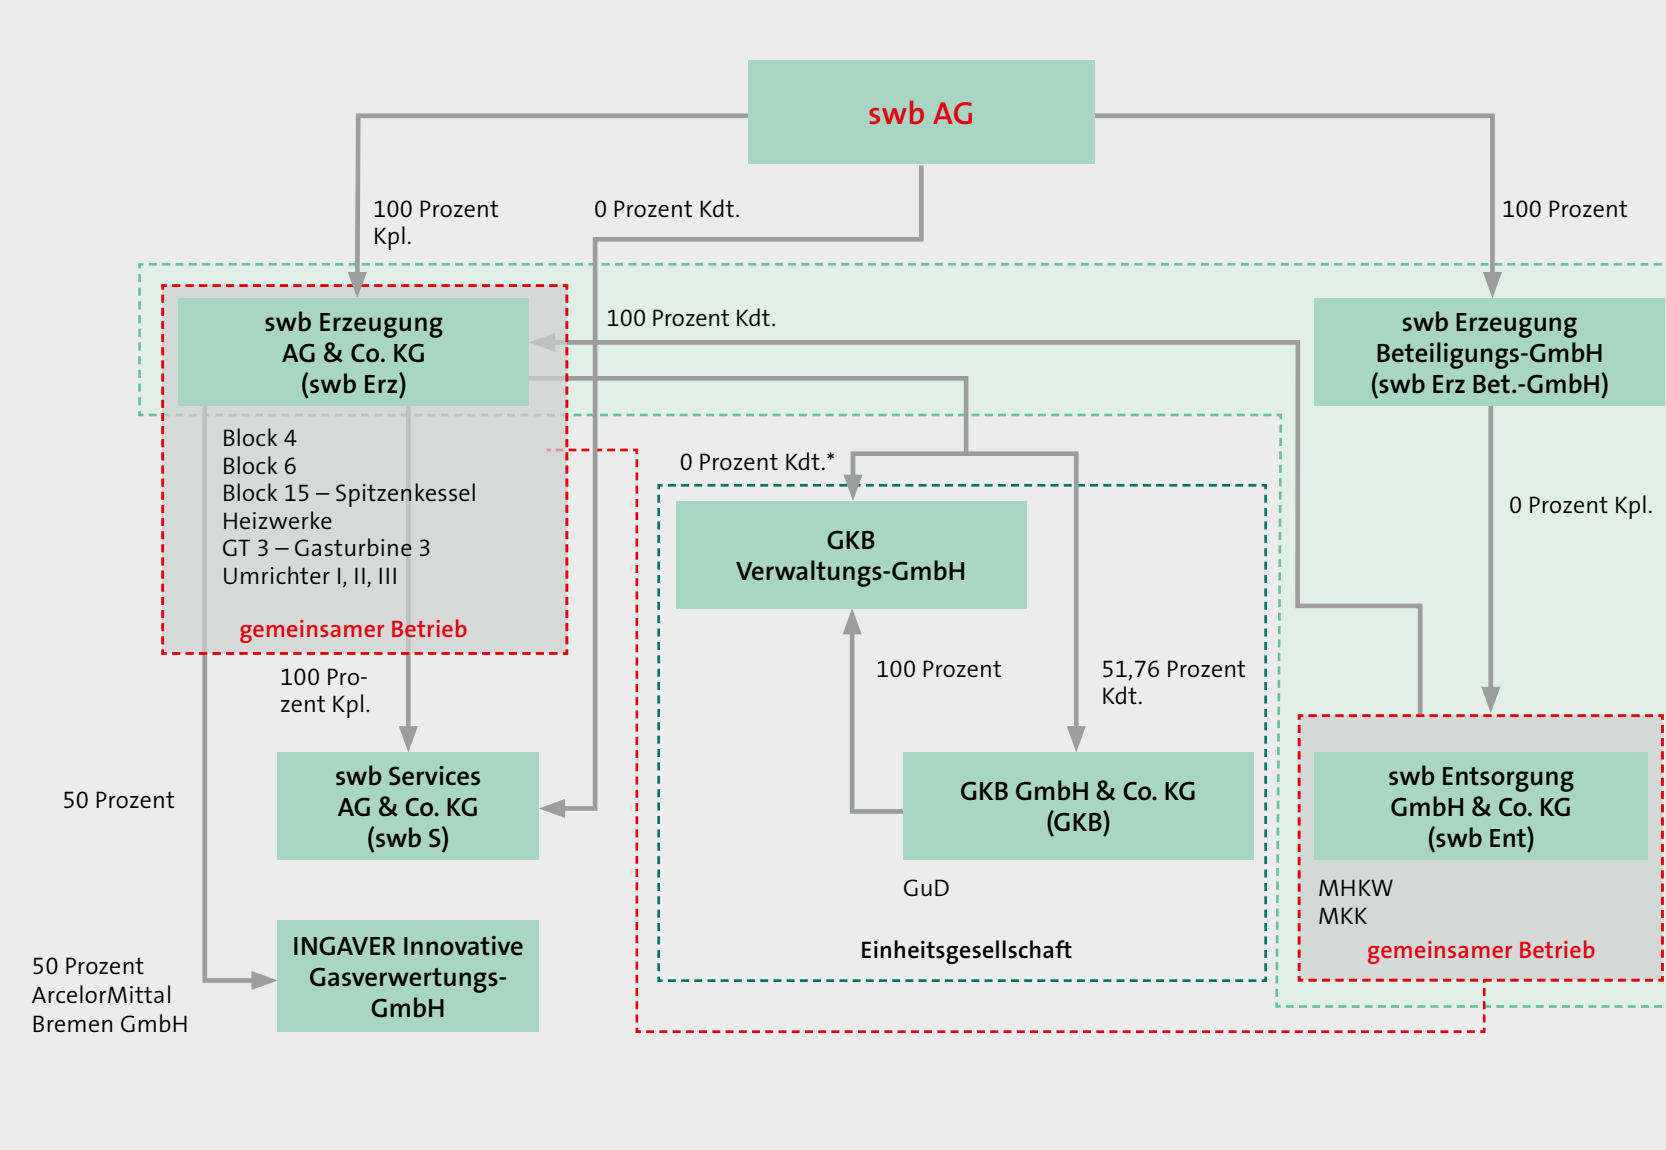 swb AG
100 Prozent
Kpl.
0 Prozent Kdt.
100 Prozent
swb Erzeugung
AG & Co. KG
(swb Erz)
100 Prozent Kdt.
swb Erzeugung
Beteiligungs-GmbH
(swb Erz Bet.-GmbH)
Block 4
Block 6
Block 15 – Spitzenkessel
Heizwerke
GT 3 – Gasturbine 3
Umrichter I, II, III
gemeinsamer Betrieb
0 Prozent Kdt.*
GKB
Verwaltungs-GmbH
0 Prozent Kpl.
100 Pro-
zent Kpl.
100 Prozent
51,76 Prozent
Kdt.
50 Prozent
swb Services
AG & Co. KG
(swb S)
GKB GmbH & Co. KG
(GKB)
GuD
Einheitsgesellschaft
swb Entsorgung
GmbH & Co. KG
(swb Ent)
MHKW
MKK
gemeinsamer Betrieb
50 Prozent
ArcelorMittal
Bremen GmbH
INGAVER Innovative
Gasverwertungs-
GmbH